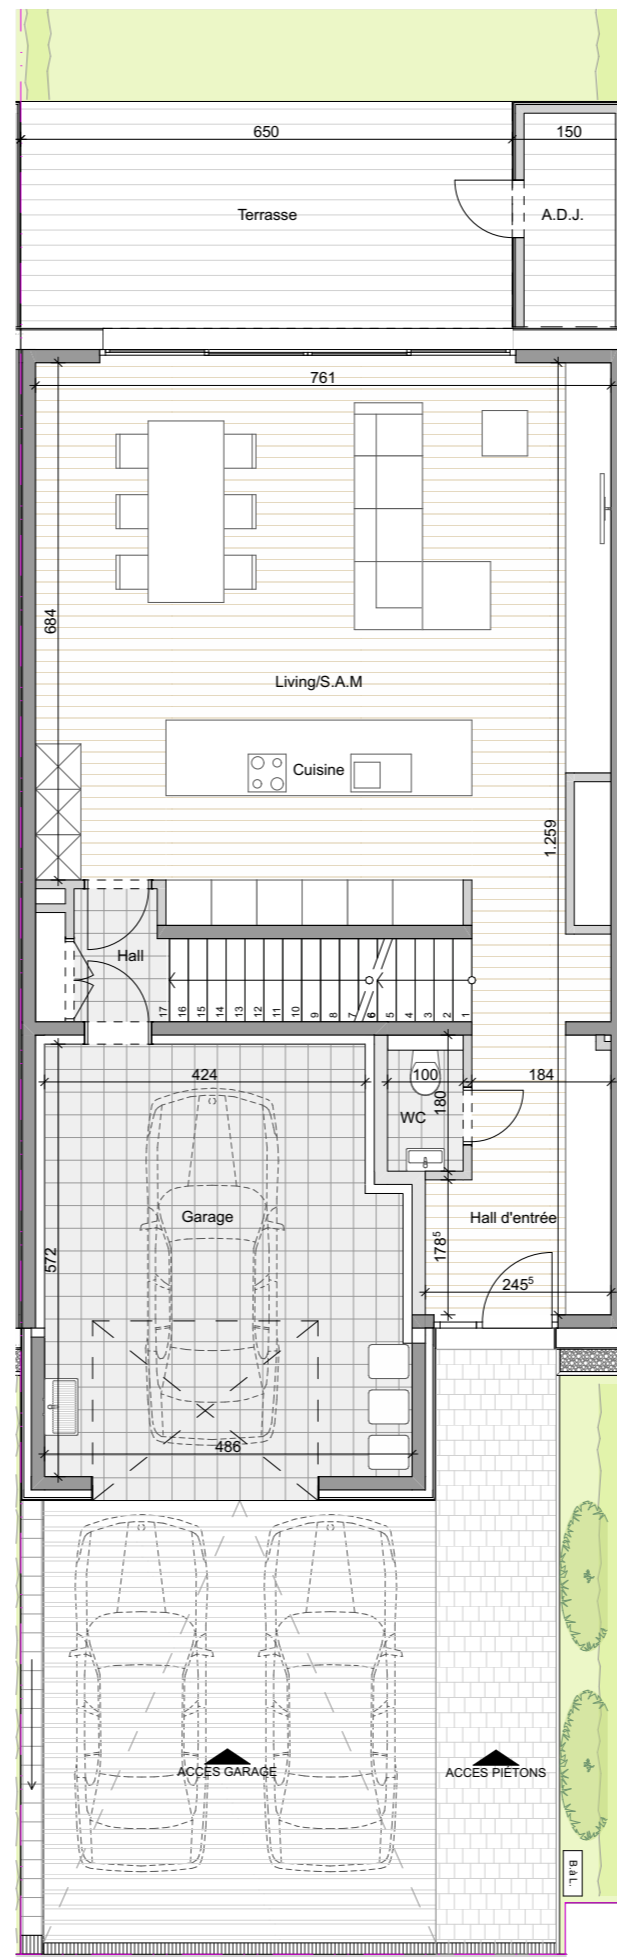 650
150
Terrasse
A.D.J.
761
684
Living/S.A.M
Cuisine
1.259
Hall
17 16 15 14 13 12 11 10 9 8 7 6 5 4 3 2 1
424
100
184
180
WC
Garage
Hall d'entrée
178⁵
572
245⁵
486
ACCES GARAGE
ACCES PIÉTONS
B.à L.